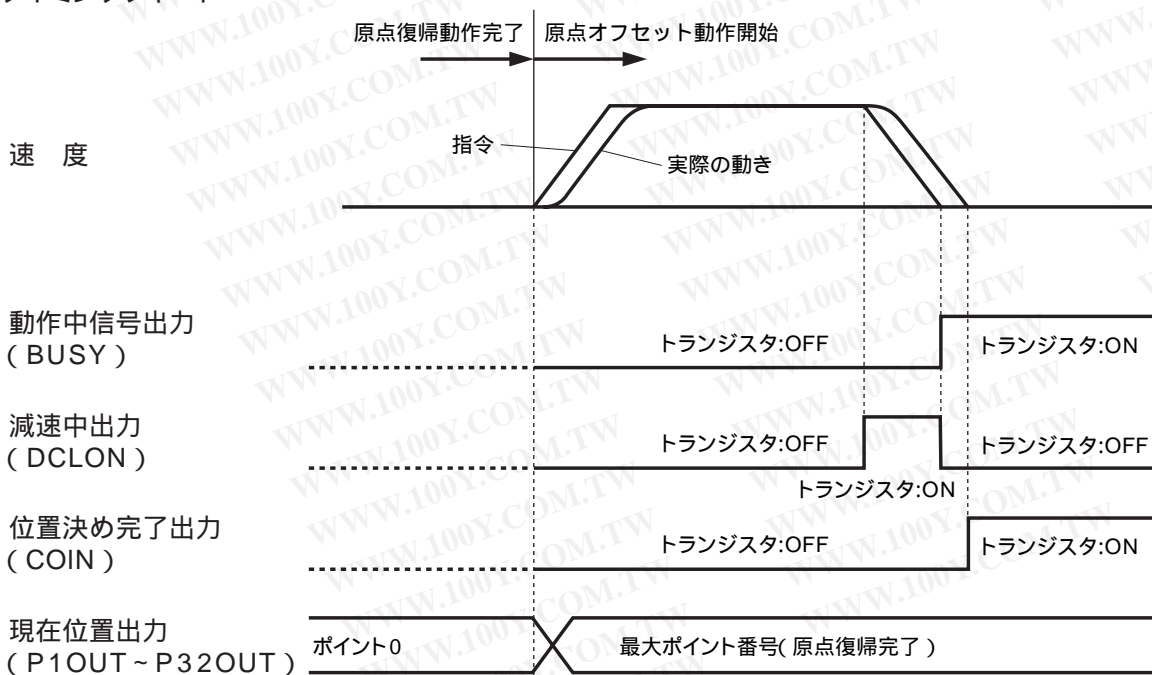 原点復帰動作完了 原点オフセット動作開始
速 度
指令
実際の動き
動作中信号出力
( BUSY )
トランジスタ:OFF
トランジスタ:ON
減速中出力
( DCLON )
トランジスタ:OFF
トランジスタ:ON
トランジスタ:OFF
位置決め完了出力
( COIN )
トランジスタ:OFF
トランジスタ:ON
現在位置出力
( P1OUT ~ P32OUT )
ポイント0
最大ポイント番号( 原点復帰完了 )
WWW.100Y.COM.TW